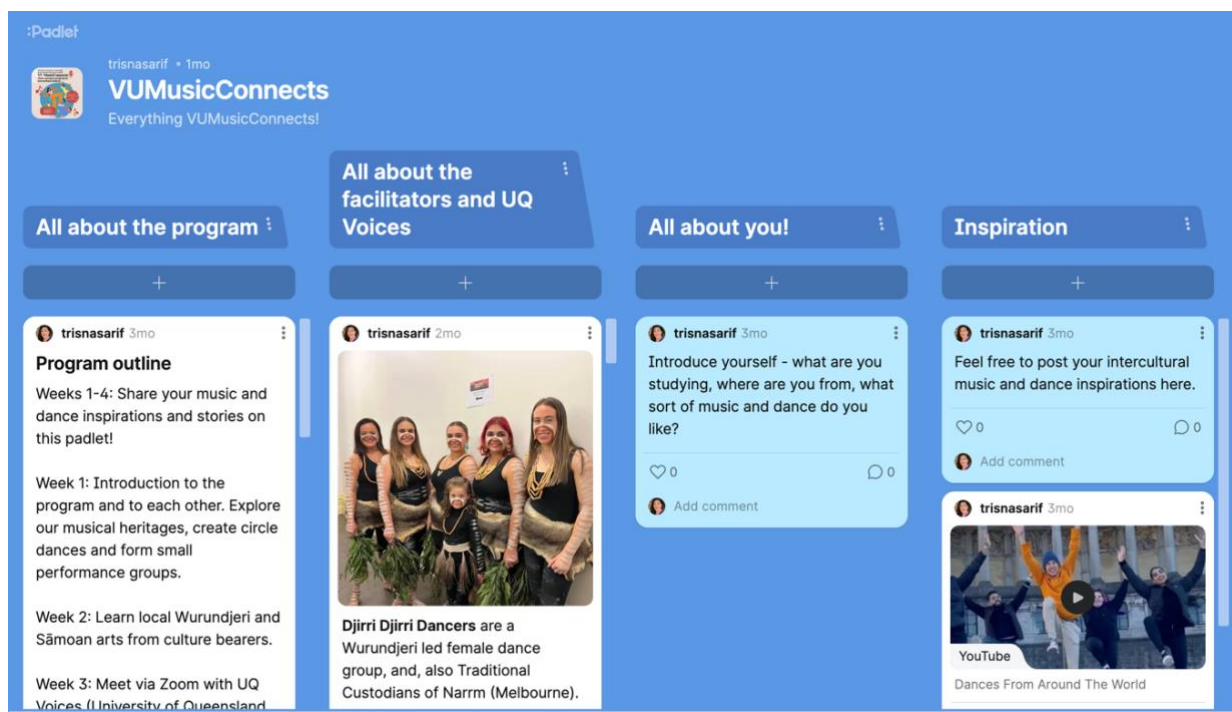 :Padlet
trisnasarif • 1mo
VUMusicConnects
Everything VUMusicConnects!
All about the program
+
trisnasarif 3mo
Program outline
Weeks 1-4: Share your music and
dance inspirations and stories on
this padlet!
Week 1: Introduction to the
program and to each other. Explore
our musical heritages, create circle
dances and form small
performance groups.
Week 2: Learn local Wurundjeri and
Sāmoan arts from culture bearers.
Week 3: Meet via Zoom with UQ
Voices (University of Queensland
All about the
facilitators and UQ
Voices
+
trisnasarif 2mo
Djirri Djirri Dancers are a
Wurundjeri led female dance
group, and, also Traditional
Custodians of Narrm (Melbourne).
All about you!
+
trisnasarif 3mo
Introduce yourself - what are you
studying, where are you from, what
sort of music and dance do you
like?
0 0
Add comment
Inspiration
+
trisnasarif 3mo
Feel free to post your intercultural
music and dance inspirations here.
0 0
Add comment
trisnasarif 3mo
YouTube
Dances From Around The World